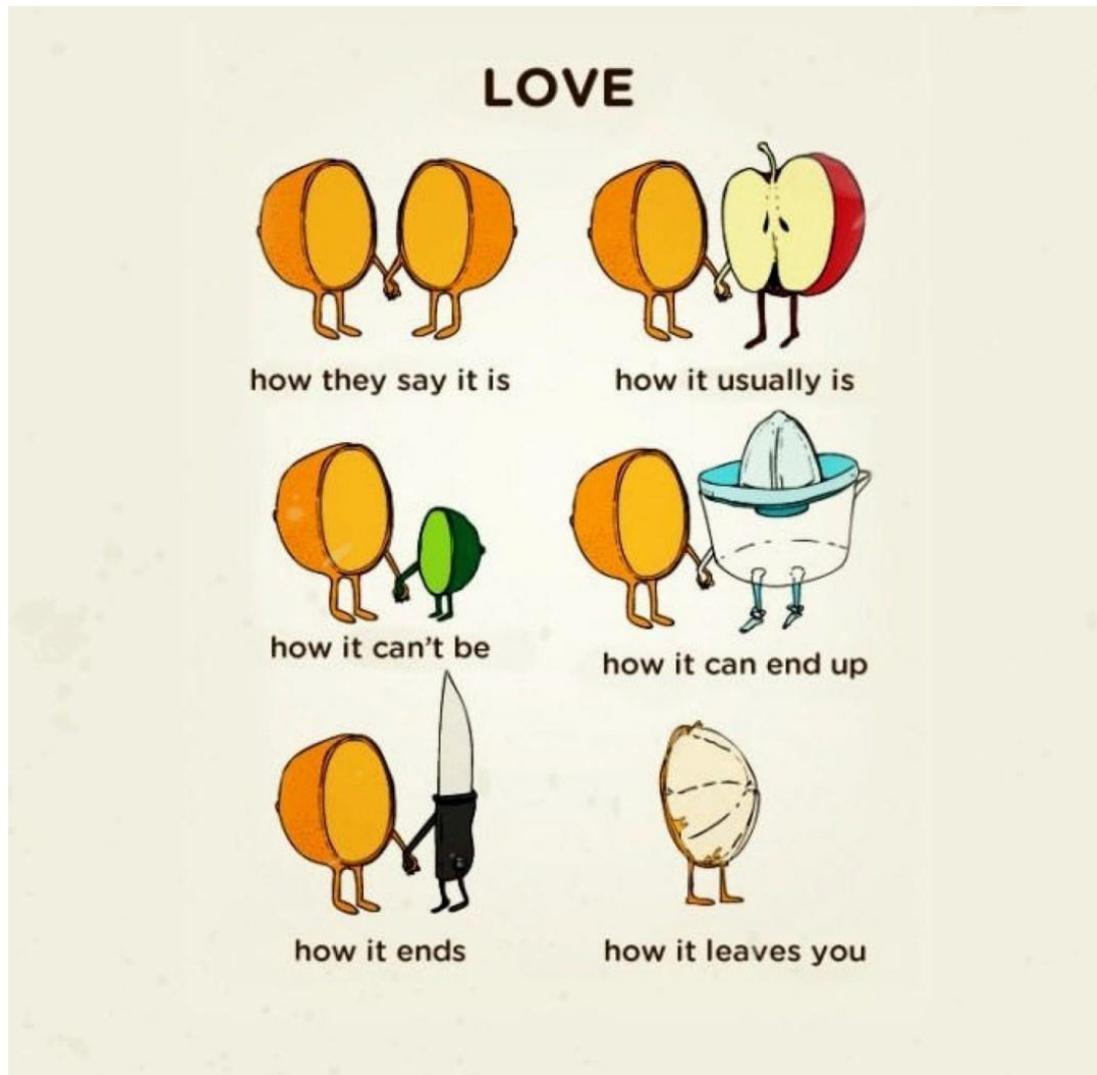 LOVE
how they say it is
how it usually is
how it can't be
how it can end up
how it ends
how it leaves you